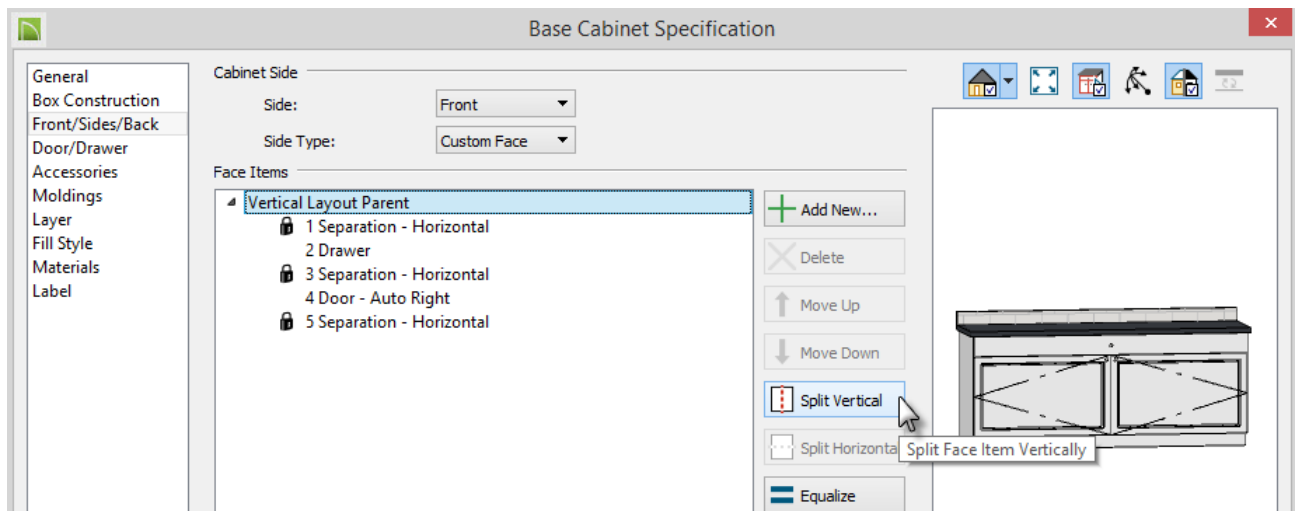 Base Cabinet Specification
General
Box Construction
Front/Sides/Back
Door/Drawer
Accessories
Moldings
Layer
Fill Style
Materials
Label
Cabinet Side
Side: Front
Side Type: Custom Face
Face Items
Vertical Layout Parent
1 Separation - Horizontal
2 Drawer
3 Separation - Horizontal
4 Door - Auto Right
5 Separation - Horizontal
Add New...
Delete
Move Up
Move Down
Split Vertical
Split Horizonta
Split Face Item Vertically
Equalize